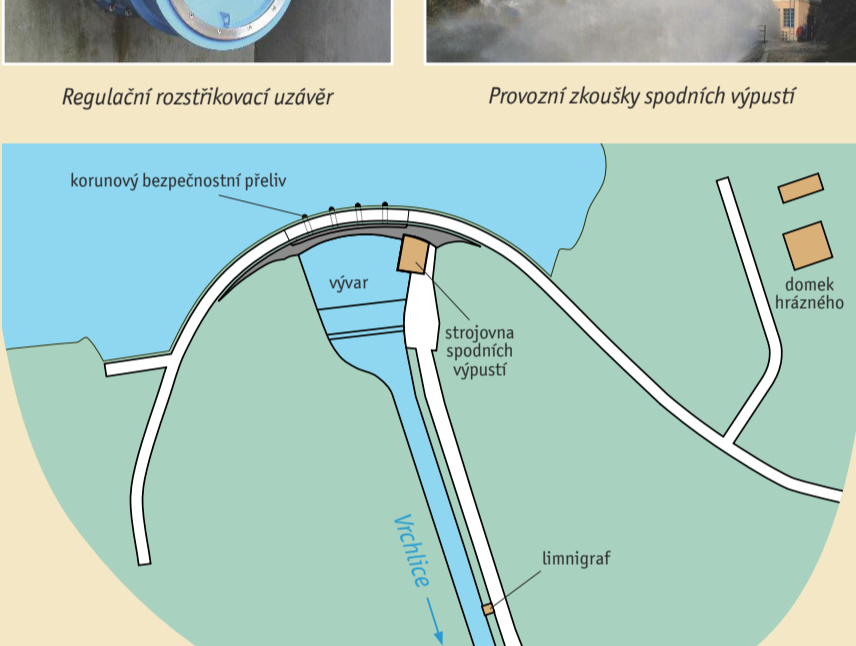 Regulační rozstřikovací uzávěr
Provozní zkoušky spodních výpustí
korunový bezpečnostní přeliv
vývar
strojovna
spodních
výpustí
domek
hrázného
Vrchlice
limnigraf